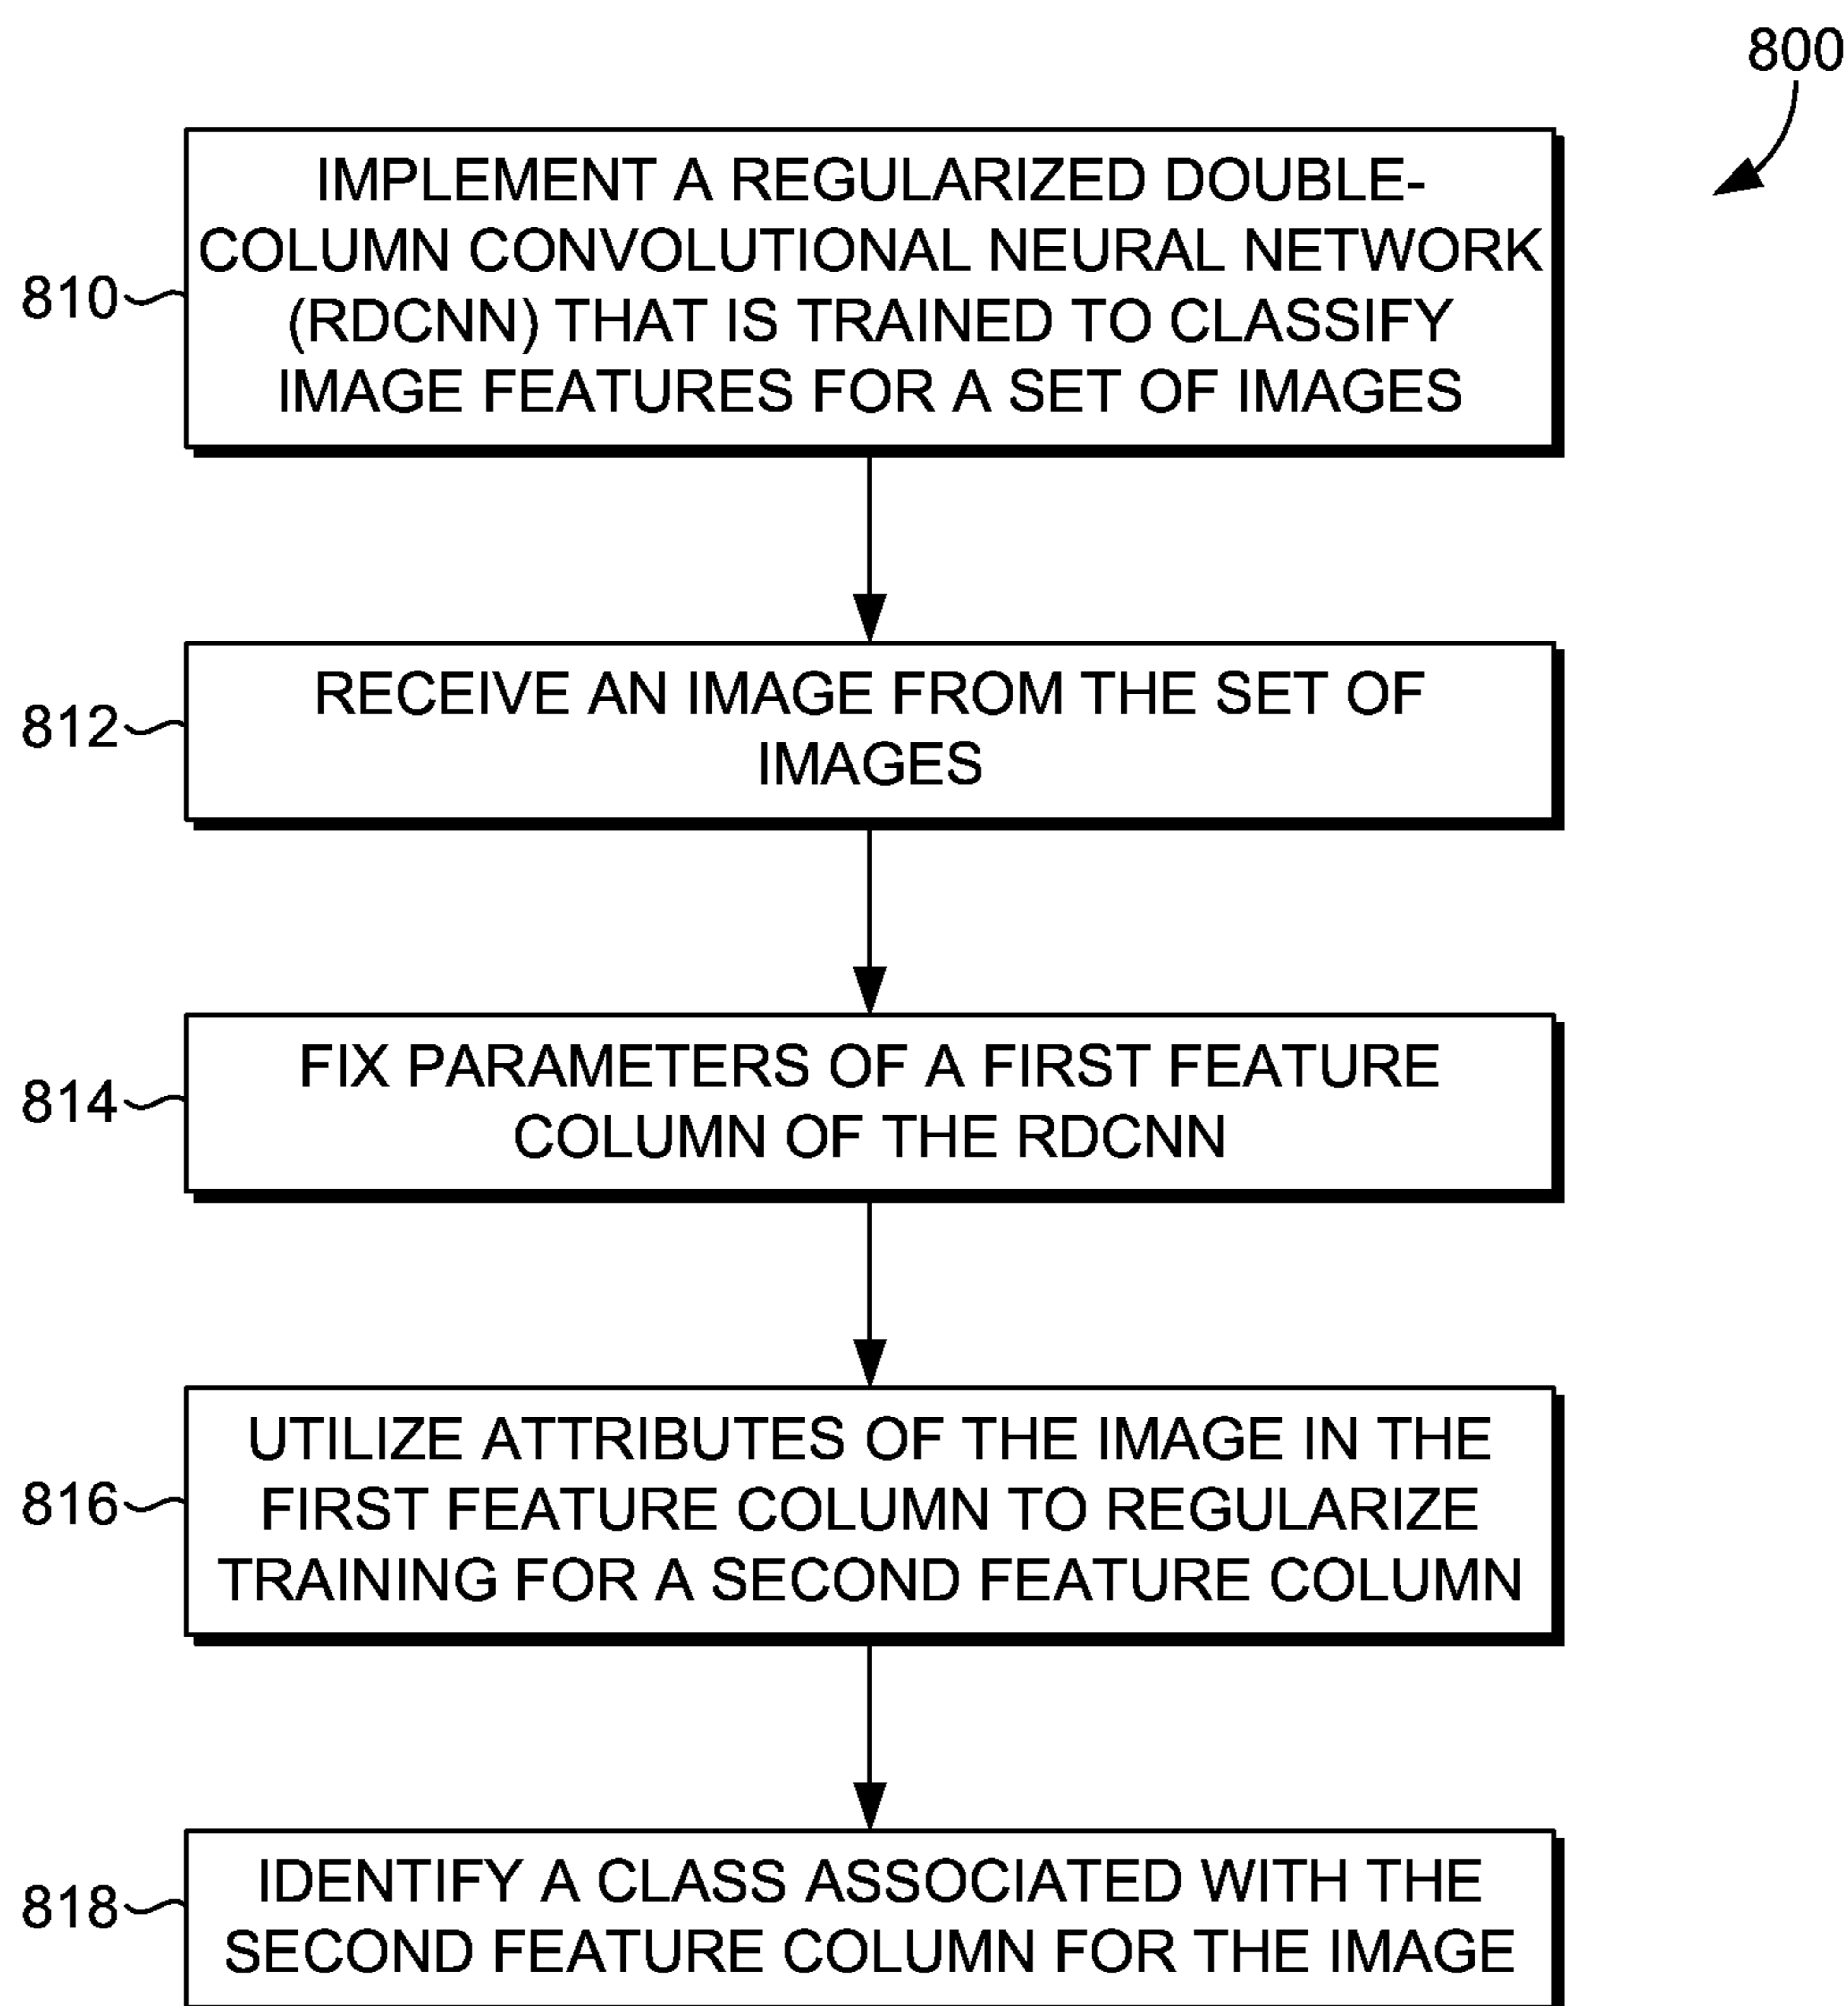 800
IMPLEMENT A REGULARIZED DOUBLE-
COLUMN CONVOLUTIONAL NEURAL NETWORK
810
(RDCNN) THAT IS TRAINED TO CLASSIFY
IMAGE FEATURES FOR A SET OF IMAGES
RECEIVE AN IMAGE FROM THE SET OF
812
IMAGES
FIX PARAMETERS OF A FIRST FEATURE
814
COLUMN OF THE RDCNN
UTILIZE ATTRIBUTES OF THE IMAGE IN THE
816
FIRST FEATURE COLUMN TO REGULARIZE
TRAINING FOR A SECOND FEATURE COLUMN
IDENTIFY A CLASS ASSOCIATED WITH THE
818
SECOND FEATURE COLUMN FOR THE IMAGE